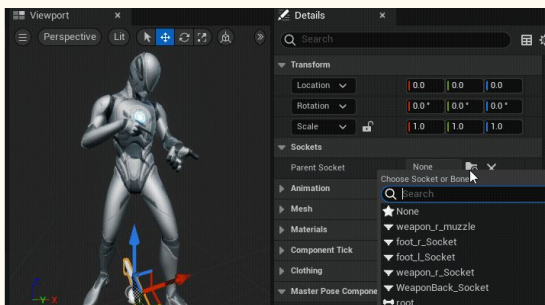 Viewport
Details
Perspective
Lit
Search
Transform
Location
0.0
0.0
0.0
Rotation
0.0 °
0.0 °
0.0 °
Scale
1.0
1.0
1.0
Sockets
Parent Socket
None
Choose Socket or Bone
Search
None
weapon_r_muzzle
foot_r_Socket
foot_l_Socket
weapon_r_Socket
WeaponBack_Socket
root
Animation
Mesh
Materials
Component Tick
Clothing
Master Pose Compone
Y
X